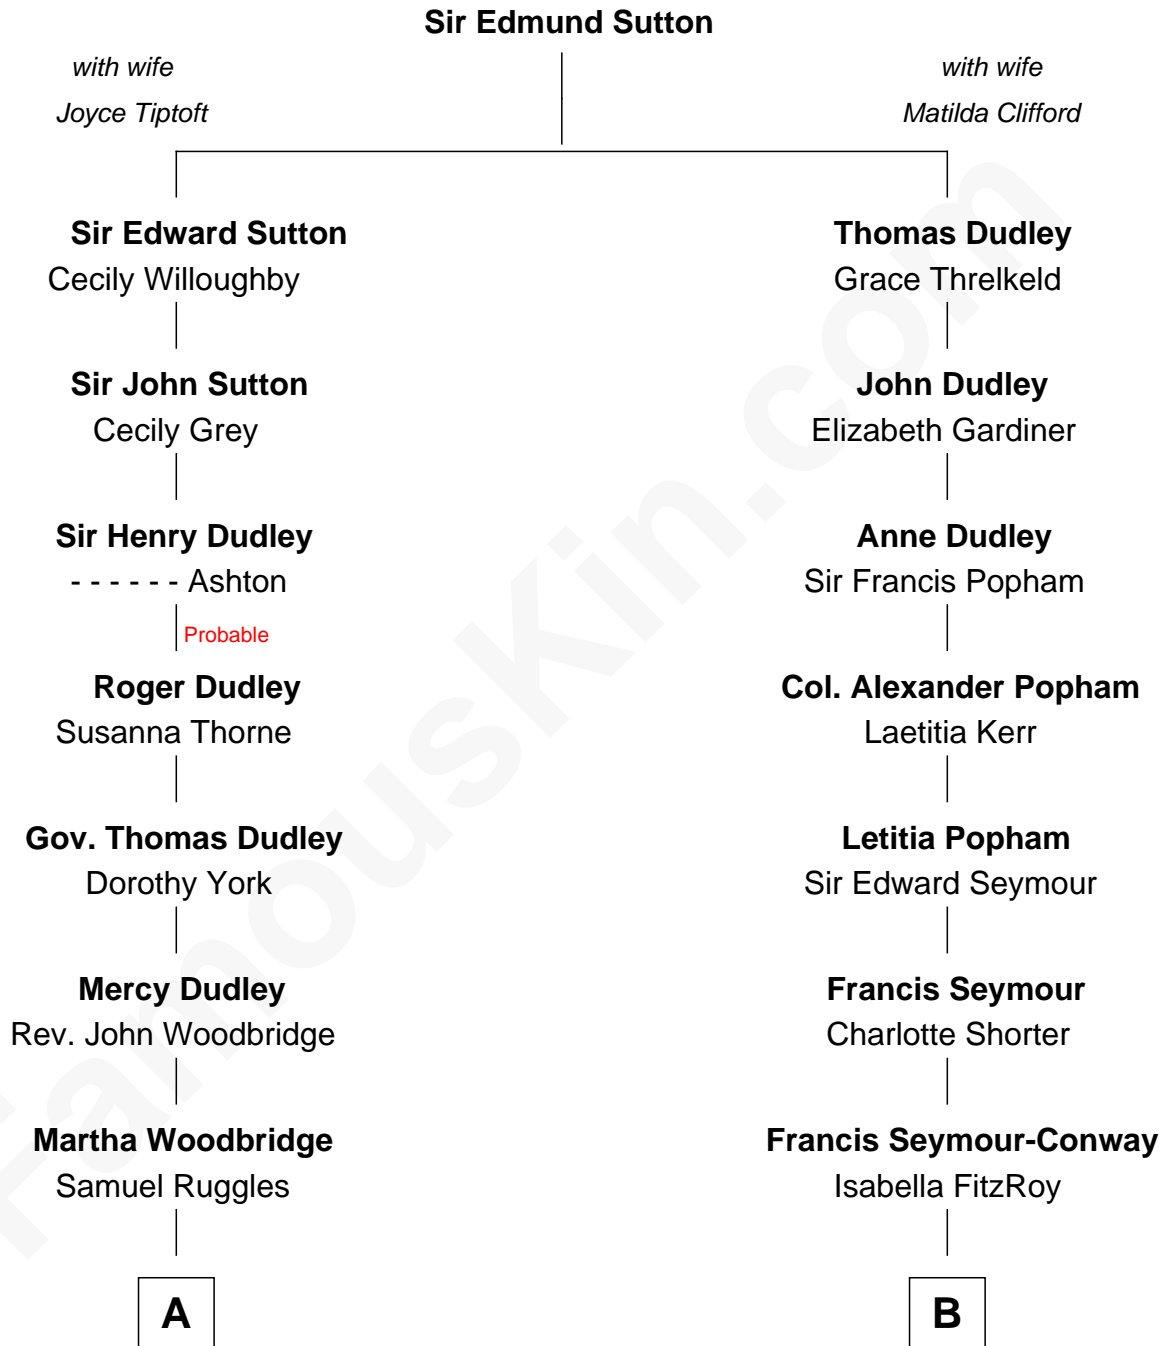 Sir Edmund Sutton
with wife
Joyce Tiptoft
with wife
Matilda Clifford
Sir Edward Sutton
Cecily Willoughby
Thomas Dudley
Grace Threlkeld
Sir John Sutton
Cecily Grey
John Dudley
Elizabeth Gardiner
Sir Henry Dudley
- - - - - - Ashton
Anne Dudley
Sir Francis Popham
Probable
Roger Dudley
Susanna Thorne
Col. Alexander Popham
Laetitia Kerr
Gov. Thomas Dudley
Dorothy York
Letitia Popham
Sir Edward Seymour
Mercy Dudley
Rev. John Woodbridge
Francis Seymour
Charlotte Shorter
Martha Woodbridge
Samuel Ruggles
Francis Seymour-Conway
Isabella FitzRoy
A
B
FamousKin.com